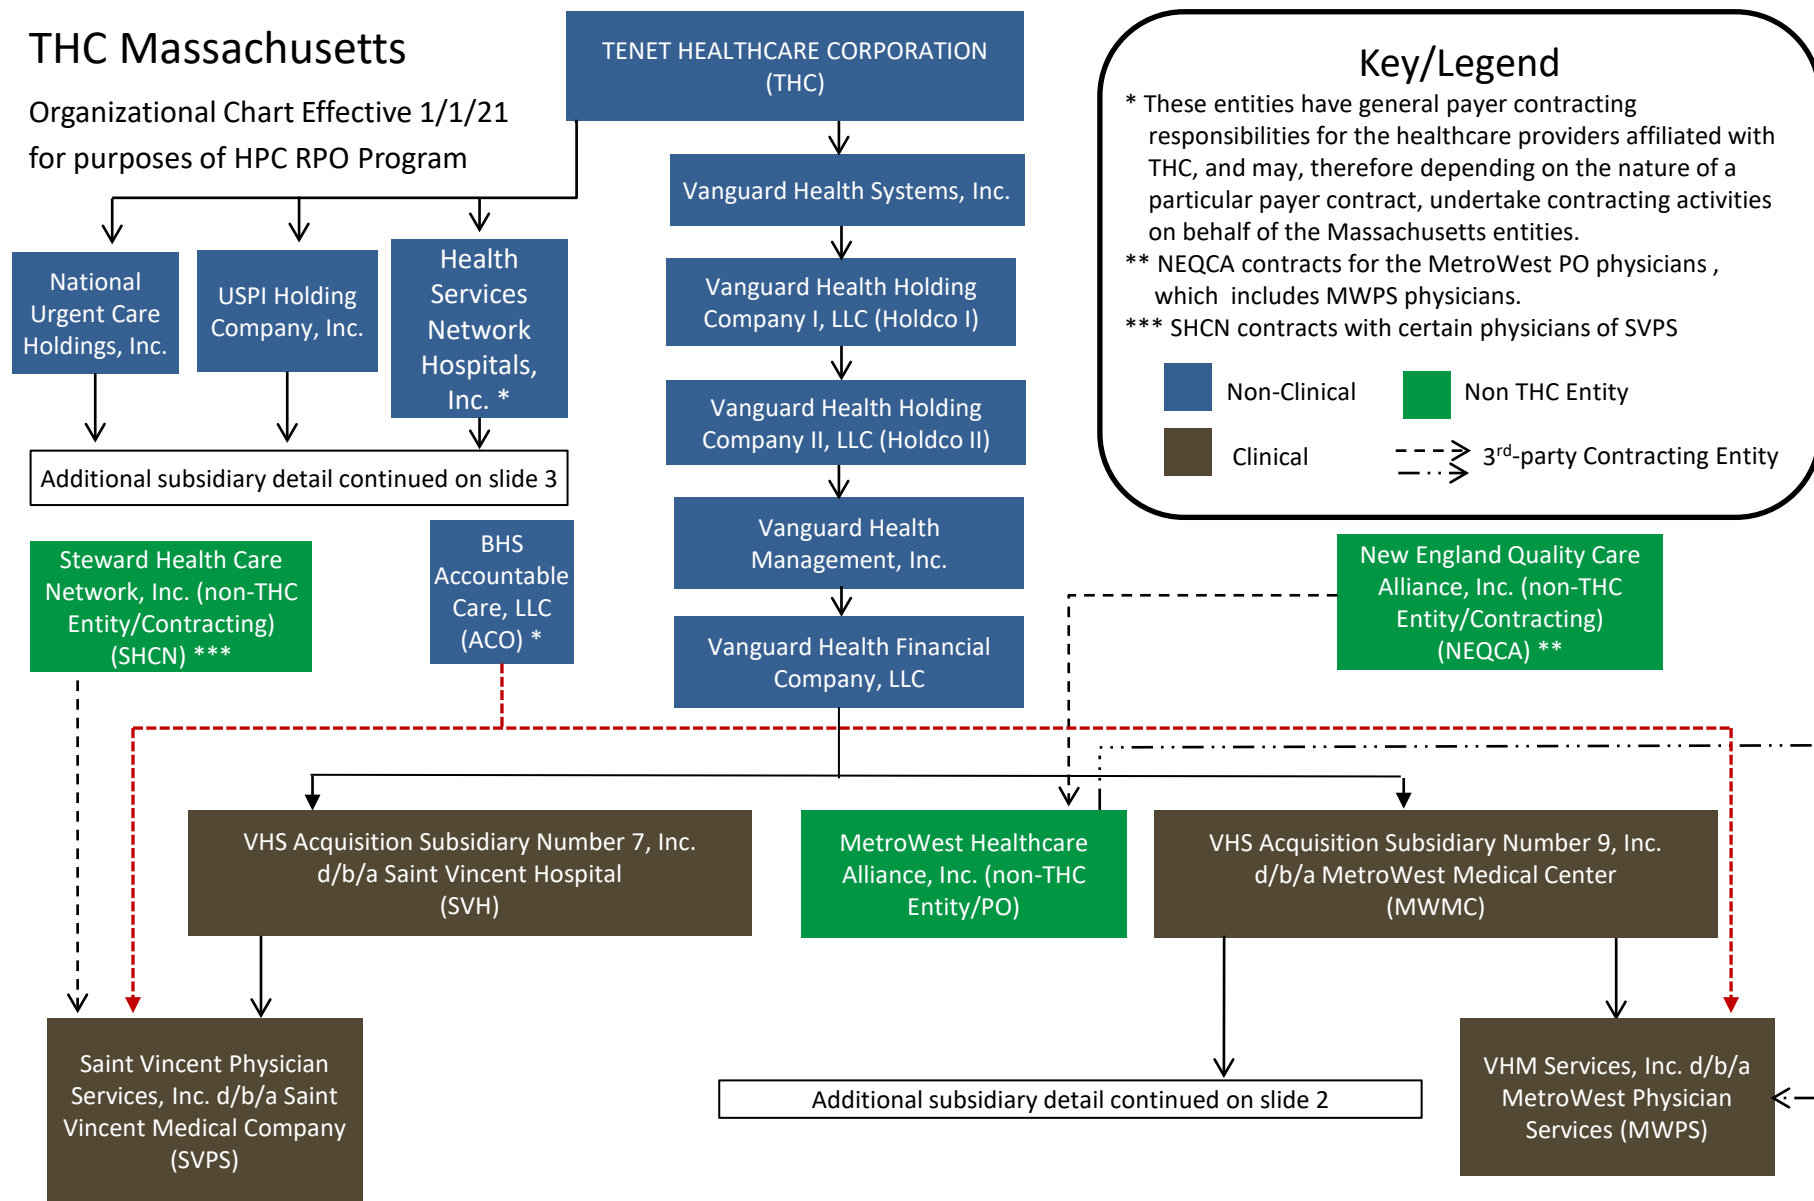 THC Massachusetts
Organizational Chart Effective 1/1/21
for purposes of HPC RPO Program
TENET HEALTHCARE CORPORATION
(THC)
Key/Legend
* These entities have general payer contracting
responsibilities for the healthcare providers affiliated with
THC, and may, therefore depending on the nature of a
particular payer contract, undertake contracting activities
on behalf of the Massachusetts entities.
** NEQCA contracts for the MetroWest PO physicians ,
which includes MWPS physicians.
*** SHCN contracts with certain physicians of SVPS
Non-Clinical
Non THC Entity
Clinical
3rd-party Contracting Entity
National
Urgent Care
Holdings, Inc.
USPI Holding
Company, Inc.
Health
Services
Network
Hospitals,
Inc. *
Additional subsidiary detail continued on slide 3
Vanguard Health Systems, Inc.
Vanguard Health Holding
Company I, LLC (Holdco I)
Vanguard Health Holding
Company II, LLC (Holdco II)
Vanguard Health
Management, Inc.
Vanguard Health Financial
Company, LLC
Steward Health Care
Network, Inc. (non-THC
Entity/Contracting)
(SHCN) ***
BHS
Accountable
Care, LLC
(ACO) *
New England Quality Care
Alliance, Inc. (non-THC
Entity/Contracting)
(NEQCA) **
VHS Acquisition Subsidiary Number 7, Inc.
d/b/a Saint Vincent Hospital
(SVH)
MetroWest Healthcare
Alliance, Inc. (non-THC
Entity/PO)
VHS Acquisition Subsidiary Number 9, Inc.
d/b/a MetroWest Medical Center
(MWMC)
Saint Vincent Physician
Services, Inc. d/b/a Saint
Vincent Medical Company
(SVPS)
Additional subsidiary detail continued on slide 2
VHM Services, Inc. d/b/a
MetroWest Physician
Services (MWPS)